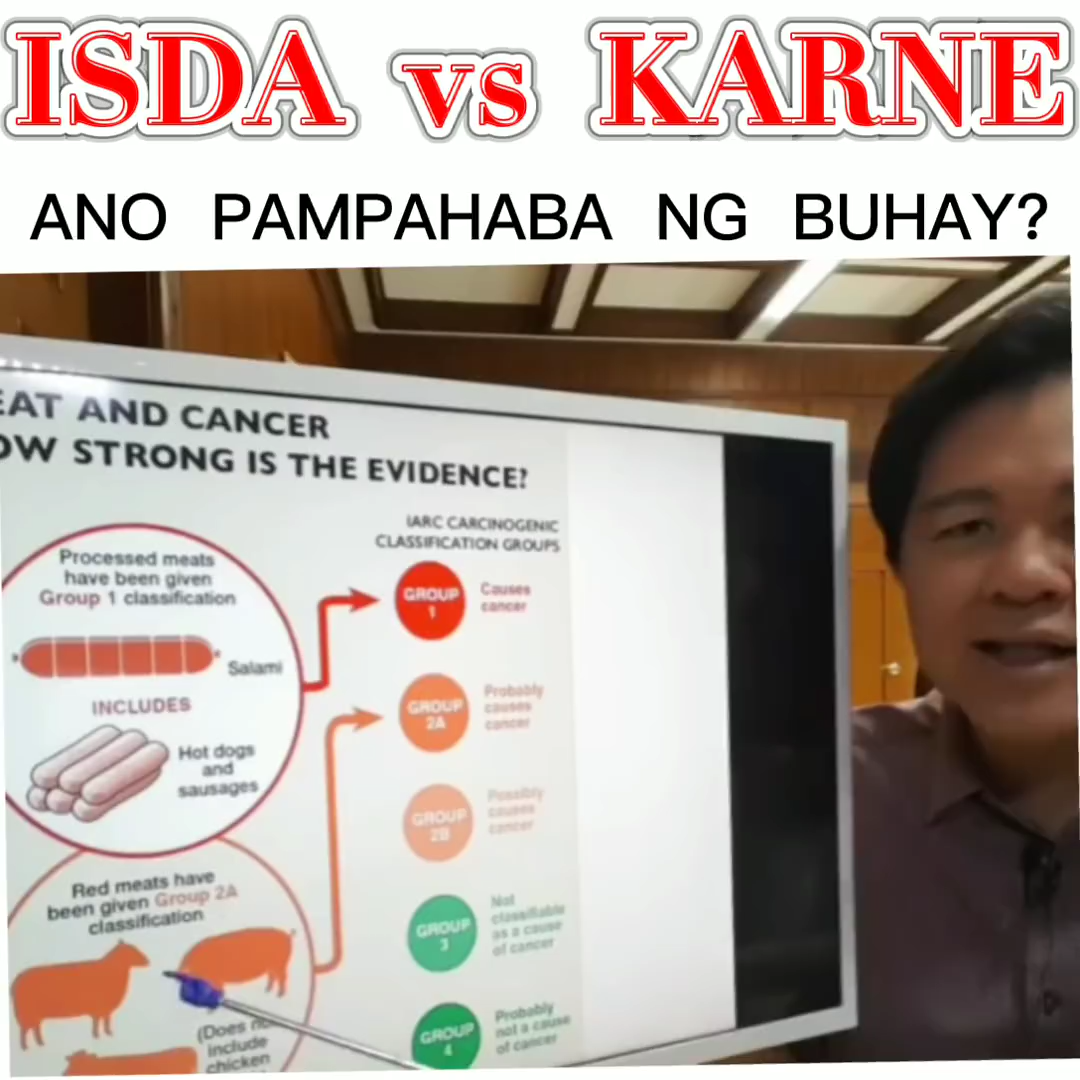 ISDA vs KARNE
ANO PAMPAHABA NG BUHAY?
EAT AND CANCER
OW STRONG IS THE EVIDENCE?
IARC CARCINOGENIC
CLASSIFICATION GROUPS
Processed meats
have been given
Group 1 classification
Salami
INCLUDES
Hot dogs
and
sausages
GROUP
1
Causes
cancer
GROUP
2A
Probably
causes
cancer
GROUP
2B
Possibly
causes
cancer
Red meats have
been given Group 2A
classification
(Does
include
chicken
GROUP
3
Not
classifiable
as a cause
of cancer
GROUP
4
Probably
not a cause
of cancer